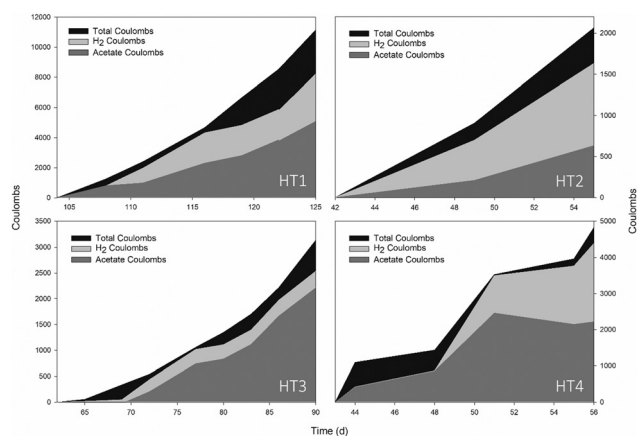 12000
10000
8000
6000
4000
2000
0
Total Coulombs
H2 Coulombs
Acetate Coulombs
HT1
105 110 115 120 125
Total Coulombs
H2 Coulombs
Acetate Coulombs
HT2
2000
1500
1000
500
0
42 44 46 48 50 52 54
Coulombs
Coulombs
3500
3000
2500
2000
1500
1000
500
0
Total Coulombs
H2 Coulombs
Acetate Coulombs
HT3
65 70 75 80 85 90
Total Coulombs
H2 Coulombs
Acetate Coulombs
HT4
5000
4000
3000
2000
1000
0
44 46 48 50 52 54 56
Time (d)